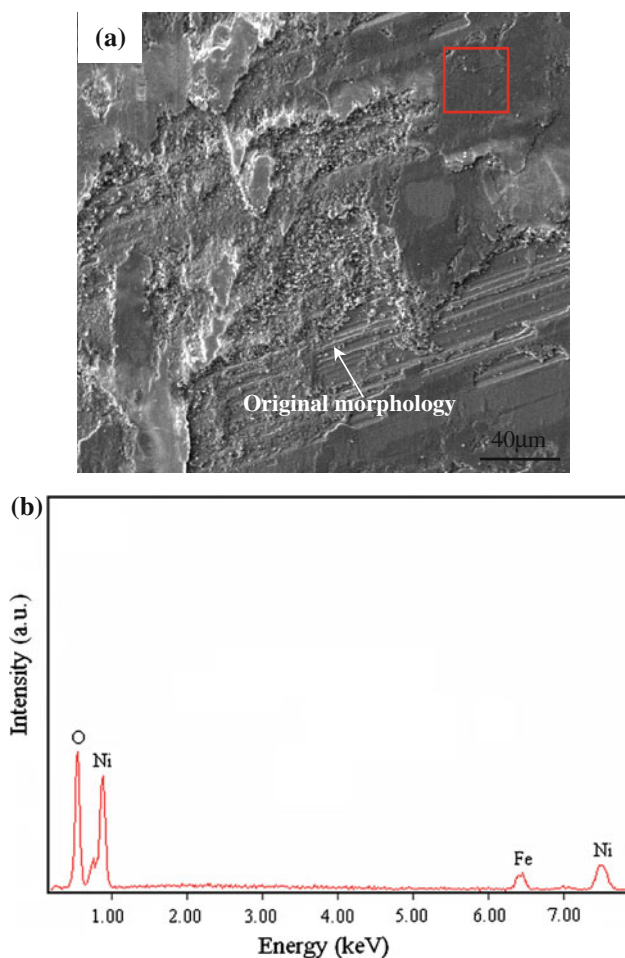 (a)
Original morphology
40μm
(b)
Intensity (a.u.)
O
Ni
Fe
Ni
1.00 2.00 3.00 4.00 5.00 6.00 7.00
Energy (keV)